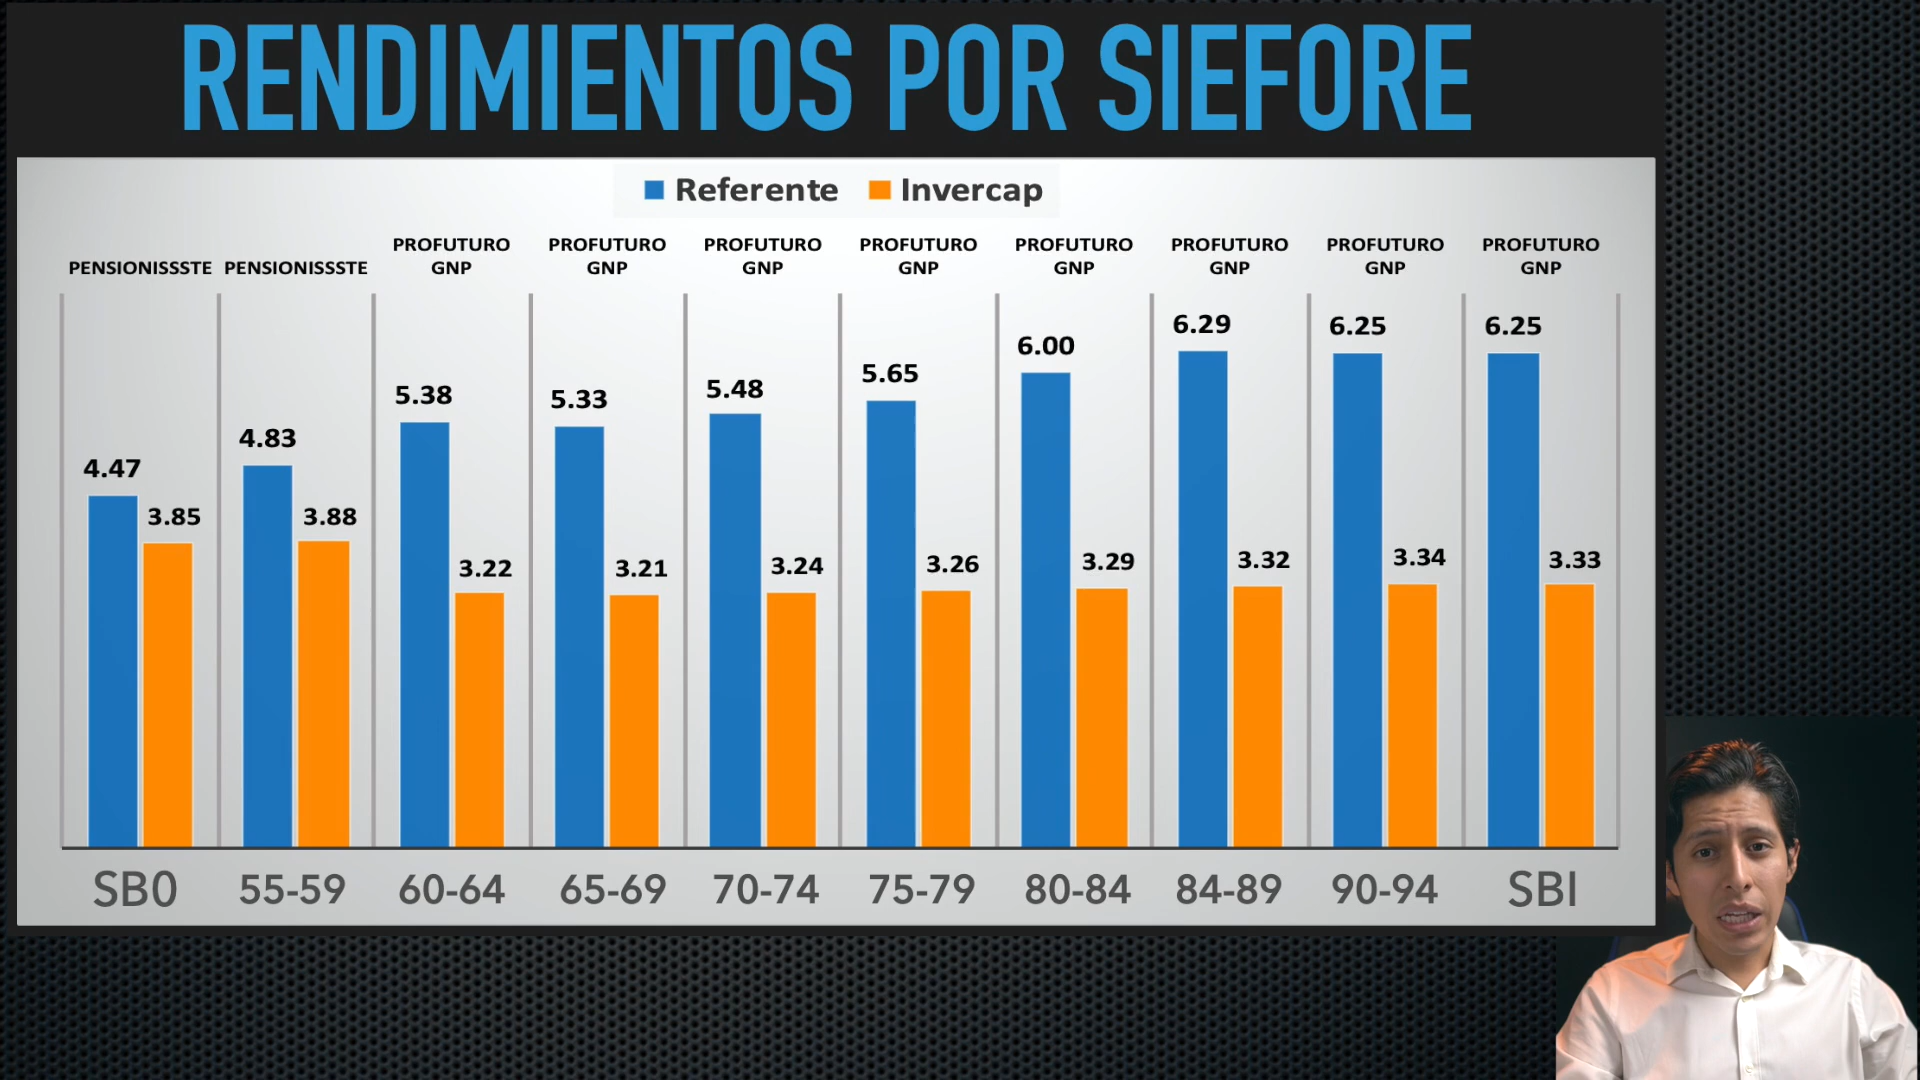 RENDIMIENTOS POR SIEFORE
Referente Invercap
PENSIONISSSTE PENSIONISSSTE PROFUTURO GNP PROFUTURO GNP PROFUTURO GNP PROFUTURO GNP PROFUTURO GNP PROFUTURO GNP PROFUTURO GNP PROFUTURO GNP
4.47 3.85
4.83 3.88
5.38 3.22
5.33 3.21
5.48 3.24
5.65 3.26
6.00 3.29
6.29 3.32
6.25 3.34
6.25 3.33
SB0 55-59 60-64 65-69 70-74 75-79 80-84 84-89 90-94 SBI